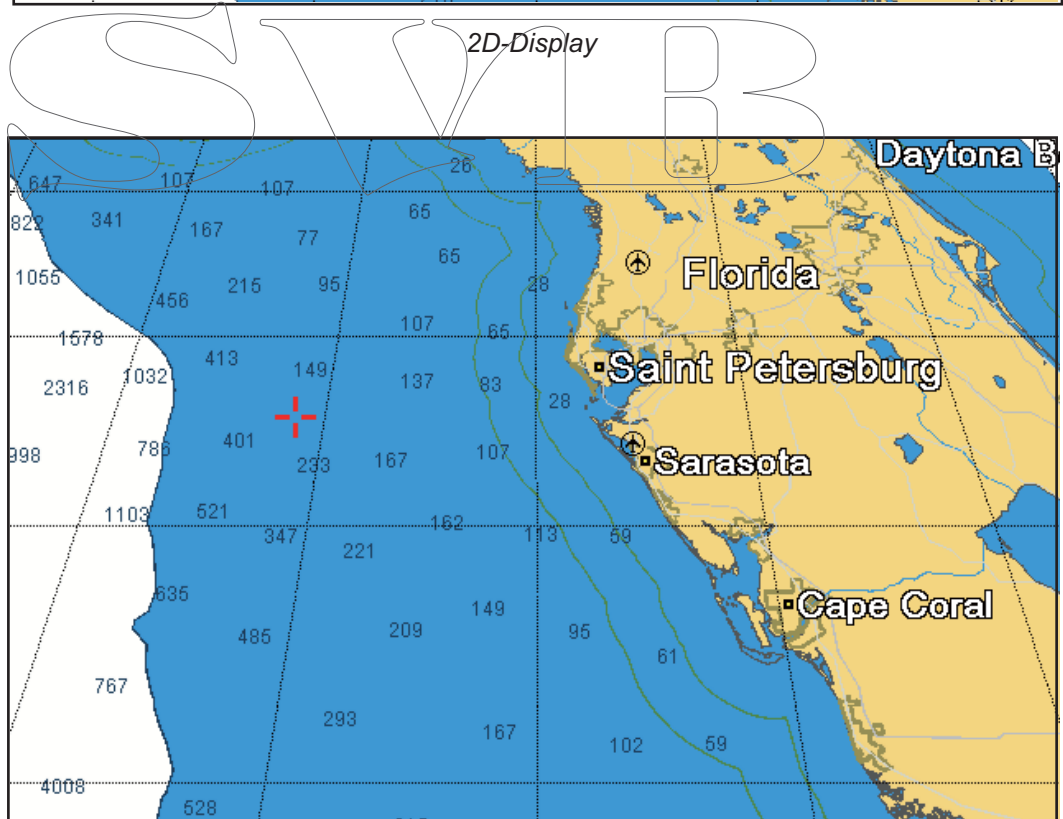 2D-Display
SVB
Daytona B
26
647 107 107
822 341 167 77 65
65
1055 456 215 95 28
Florida
107
1578 65
413 149 137 83
2316 1032
Saint Petersburg
28
998 786 401 233 167 107
Sarasota
1103 521 347 221 162 113 59
635 149
Cape Coral
485 209 95
61
767
293 167 102 59
4008
528